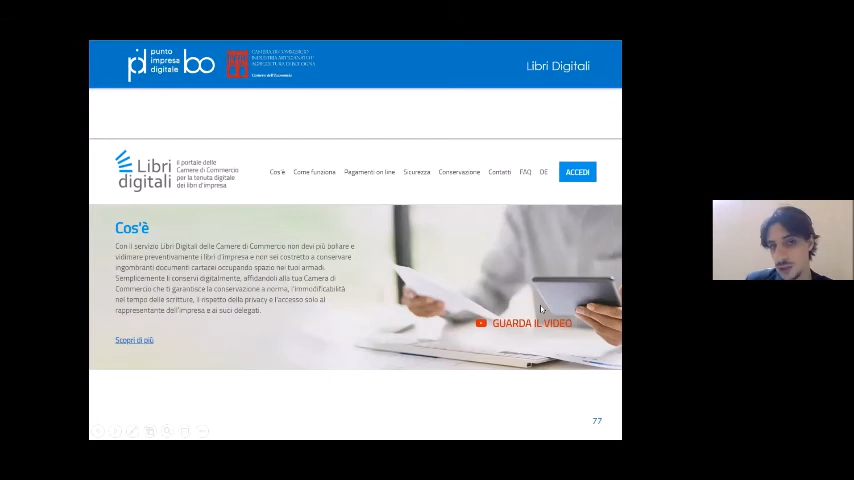 punto
impresa
digitale
bo
CAMERA DI COMMERCIO
INDUSTRIA ARTIGIANATO E
AGRICOLTURA DI BOLOGNA
Libri Digitali
Libri
digitali
il portale delle
Camere di Commercio
per la tenuta digitale
dei libri d'impresa
Cos'è Come funziona Pagamenti on line Sicurezza Conservazione Contatti FAQ DE ACCEDI
Cos'è
Con il servizio Libri Digitali delle Camere di Commercio non devi più bollare e
vidimare preventivamente i libri d'impresa e non sei costretto a conservare
ingombranti documenti cartacei occupando spazio nei tuoi armadi.
Semplicemente li conservi digitalmente, affidandoli alla tua Camera di
Commercio che ti garantisce la conservazione a norma, l'immodificabilità
nel tempo delle scritture, il rispetto della privacy e l'accesso solo al
rappresentante dell'impresa e ai suoi delegati.
GUARDA IL VIDEO
Scopri di più
77